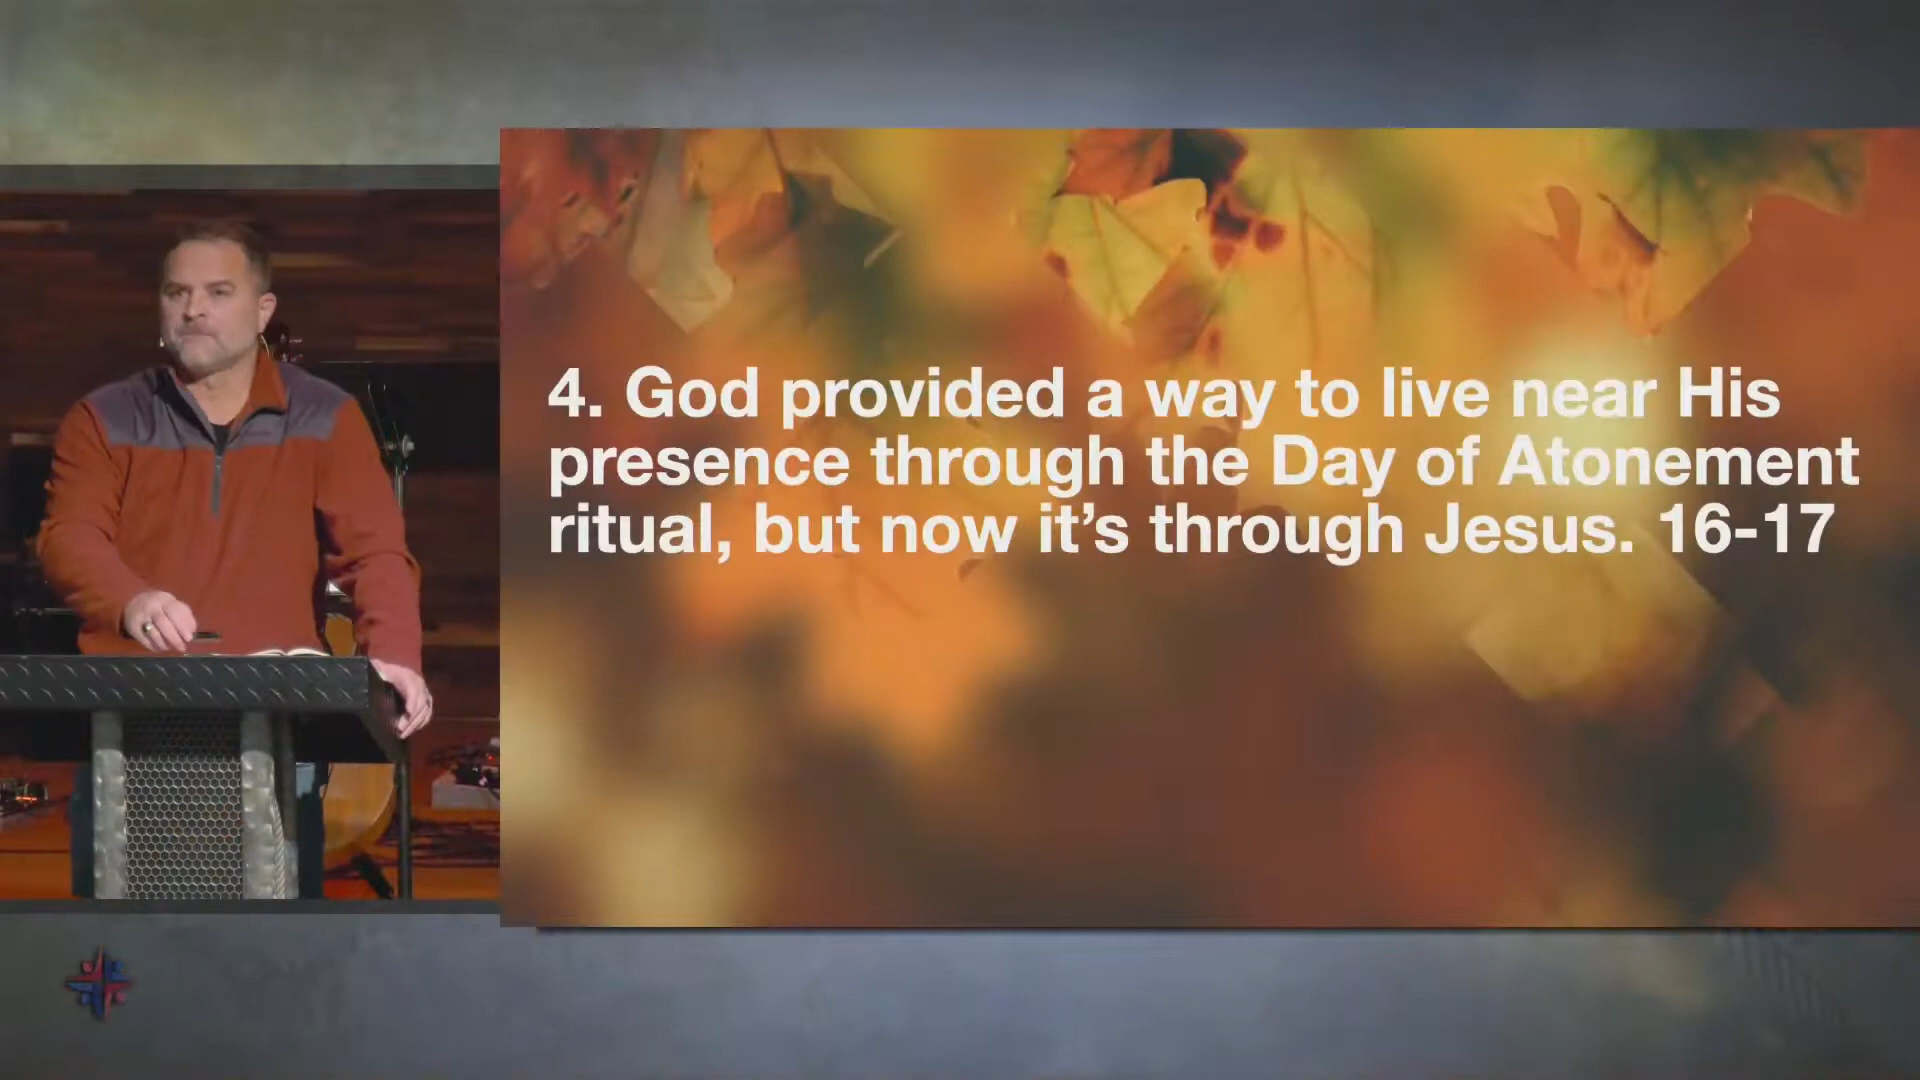 4. God provided a way to live near His
presence through the Day of Atonement
ritual, but now it’s through Jesus. 16-17